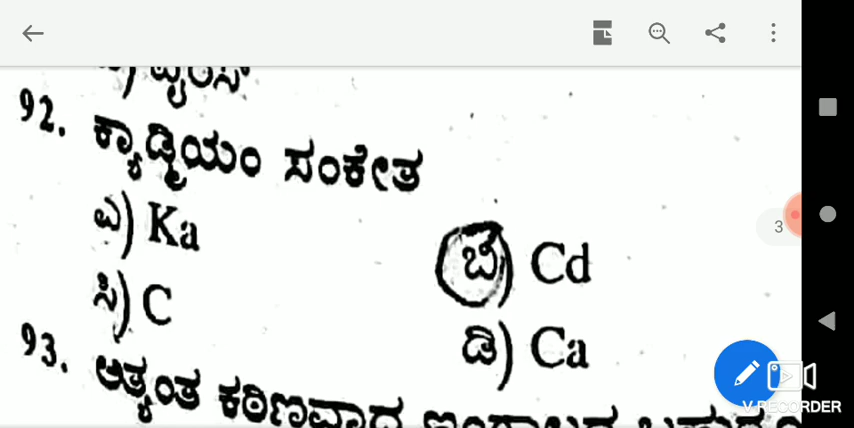 92. ಕ್ಯಾಡ್ಮಿಯಂ ಸಂಕೇತ
ಎ) Ka
ಬಿ) Cd
ಸಿ) C
ಡಿ) Ca
93. ಅತ್ಯಂತ ಕಠಿಣವಾದ
3
V RECORDER